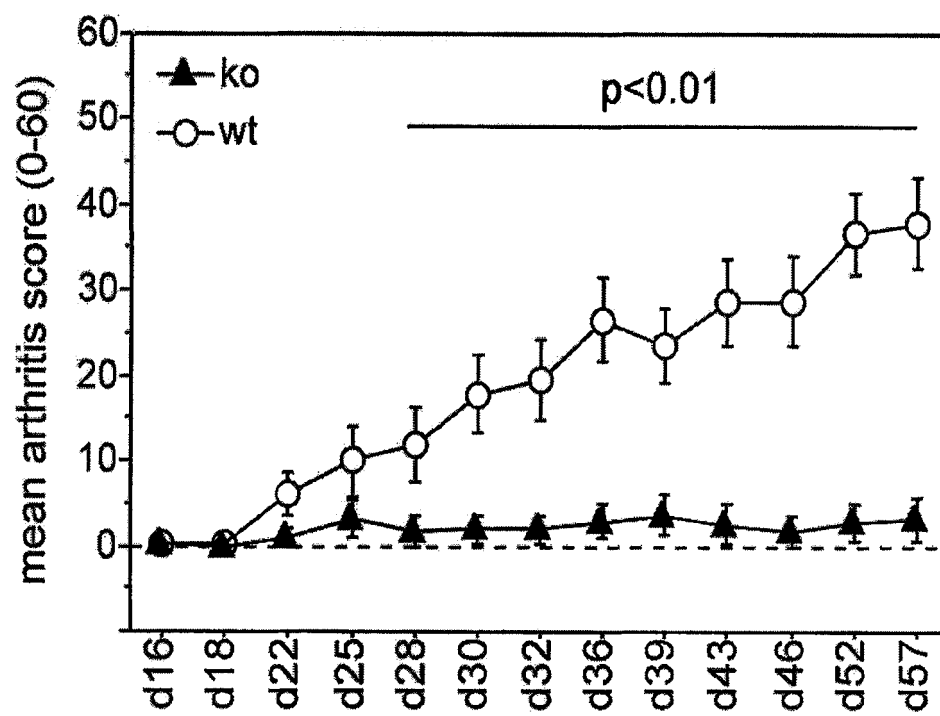 mean arthritis score (0-60)
60
50
40
30
20
10
0
ko
wt
p<0.01
d16
d18
d22
d25
d28
d30
d32
d36
d39
d43
d46
d52
d57